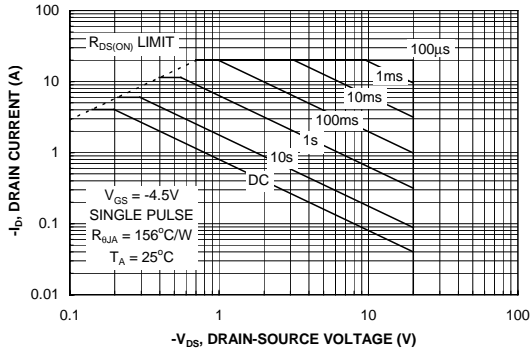 100
10
1
0.1
0.01
0.1
1
10
100
-I_D, DRAIN CURRENT (A)
-V_DS, DRAIN-SOURCE VOLTAGE (V)
R_DS(ON) LIMIT
100µs
1ms
10ms
100ms
1s
10s
DC
V_GS = -4.5V
SINGLE PULSE
R_θJA = 156°C/W
T_A = 25°C